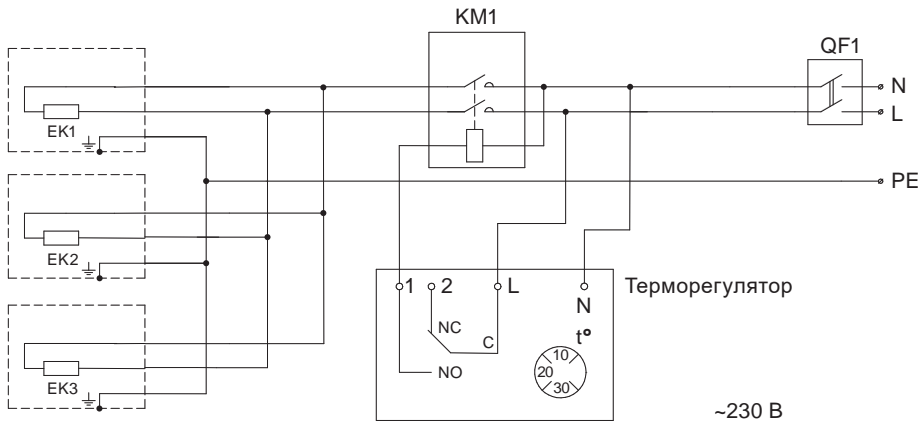 KM1
QF1
N
L
EK1
PE
EK2
1 2 L Терморегулятор
N
NC
t°
C
10
20
30
NO
EK3
~230 В